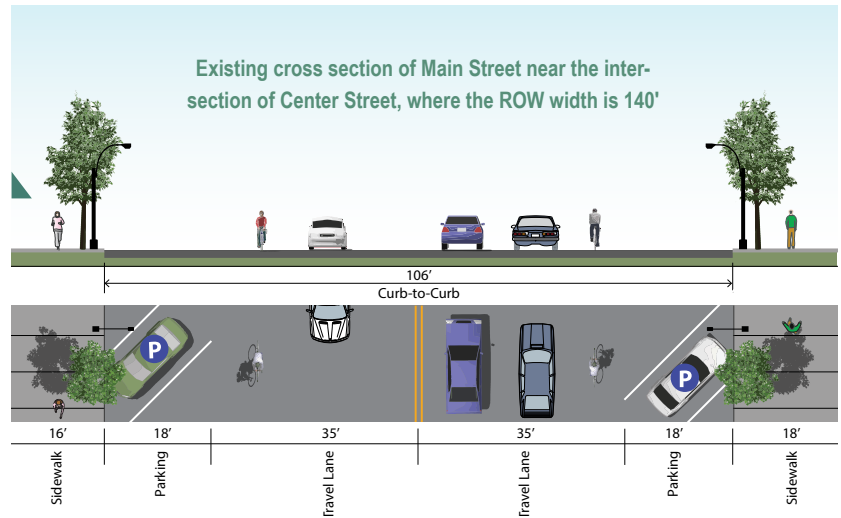 Existing cross section of Main Street near the inter-
section of Center Street, where the ROW width is 140'
106′
Curb-to-Curb
P
P
16′ 18′ 35′ 35′ 18′ 18′
Sidewalk Parking Travel Lane Travel Lane Parking Sidewalk